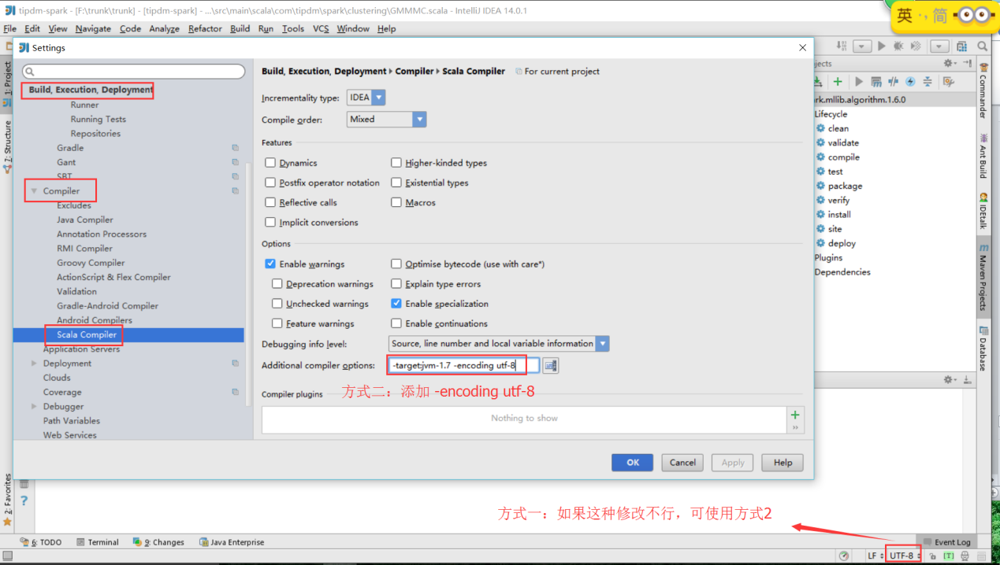 tipdm-spark - [F:\trunk\trunk] - [tipdm-spark] - ...\src\main\scala\com\tipdm\spark\clustering\GMMMC.scala - IntelliJ IDEA 14.0.1
英 简
File Edit View Navigate Code Analyze Refactor Build Run Tools VCS Window Help
Settings
Build, Execution, Deployment
Runner
Running Tests
Repositories
Gradle
Gant
SBT
Compiler
Excludes
Java Compiler
Annotation Processors
RMI Compiler
Groovy Compiler
ActionScript & Flex Compiler
Validation
Gradle-Android Compiler
Android Compilers
Scala Compiler
Application Servers
Deployment
Clouds
Coverage
Debugger
Path Variables
Web Services
Build, Execution, Deployment › Compiler › Scala Compiler For current project
Incrementality type: IDEA
Compile order: Mixed
Features
Dynamics Higher-kinded types
Postfix operator notation Existential types
Reflective calls Macros
Implicit conversions
Options
Enable warnings Optimise bytecode (use with care*)
Deprecation warnings Explain type errors
Unchecked warnings Enable specialization
Feature warnings Enable continuations
Debugging info level: Source, line number and local variable information
Additional compiler options: -target:jvm-1.7 -encoding utf-8
方式二：添加 -encoding utf-8
Compiler plugins
Nothing to show
OK Cancel Apply Help
1: Project
7: Structure
2: Favorites
jects
rk.mllib.algorithm.1.6.0
Lifecycle
clean
validate
compile
test
package
verify
install
site
deploy
Plugins
Dependencies
Commander
Ant Build
IDEtalk
Maven Projects
Database
方式一：如果这种修改不行，可使用方式2
6: TODO Terminal 9: Changes Java Enterprise Event Log
LF UTF-8 [T]